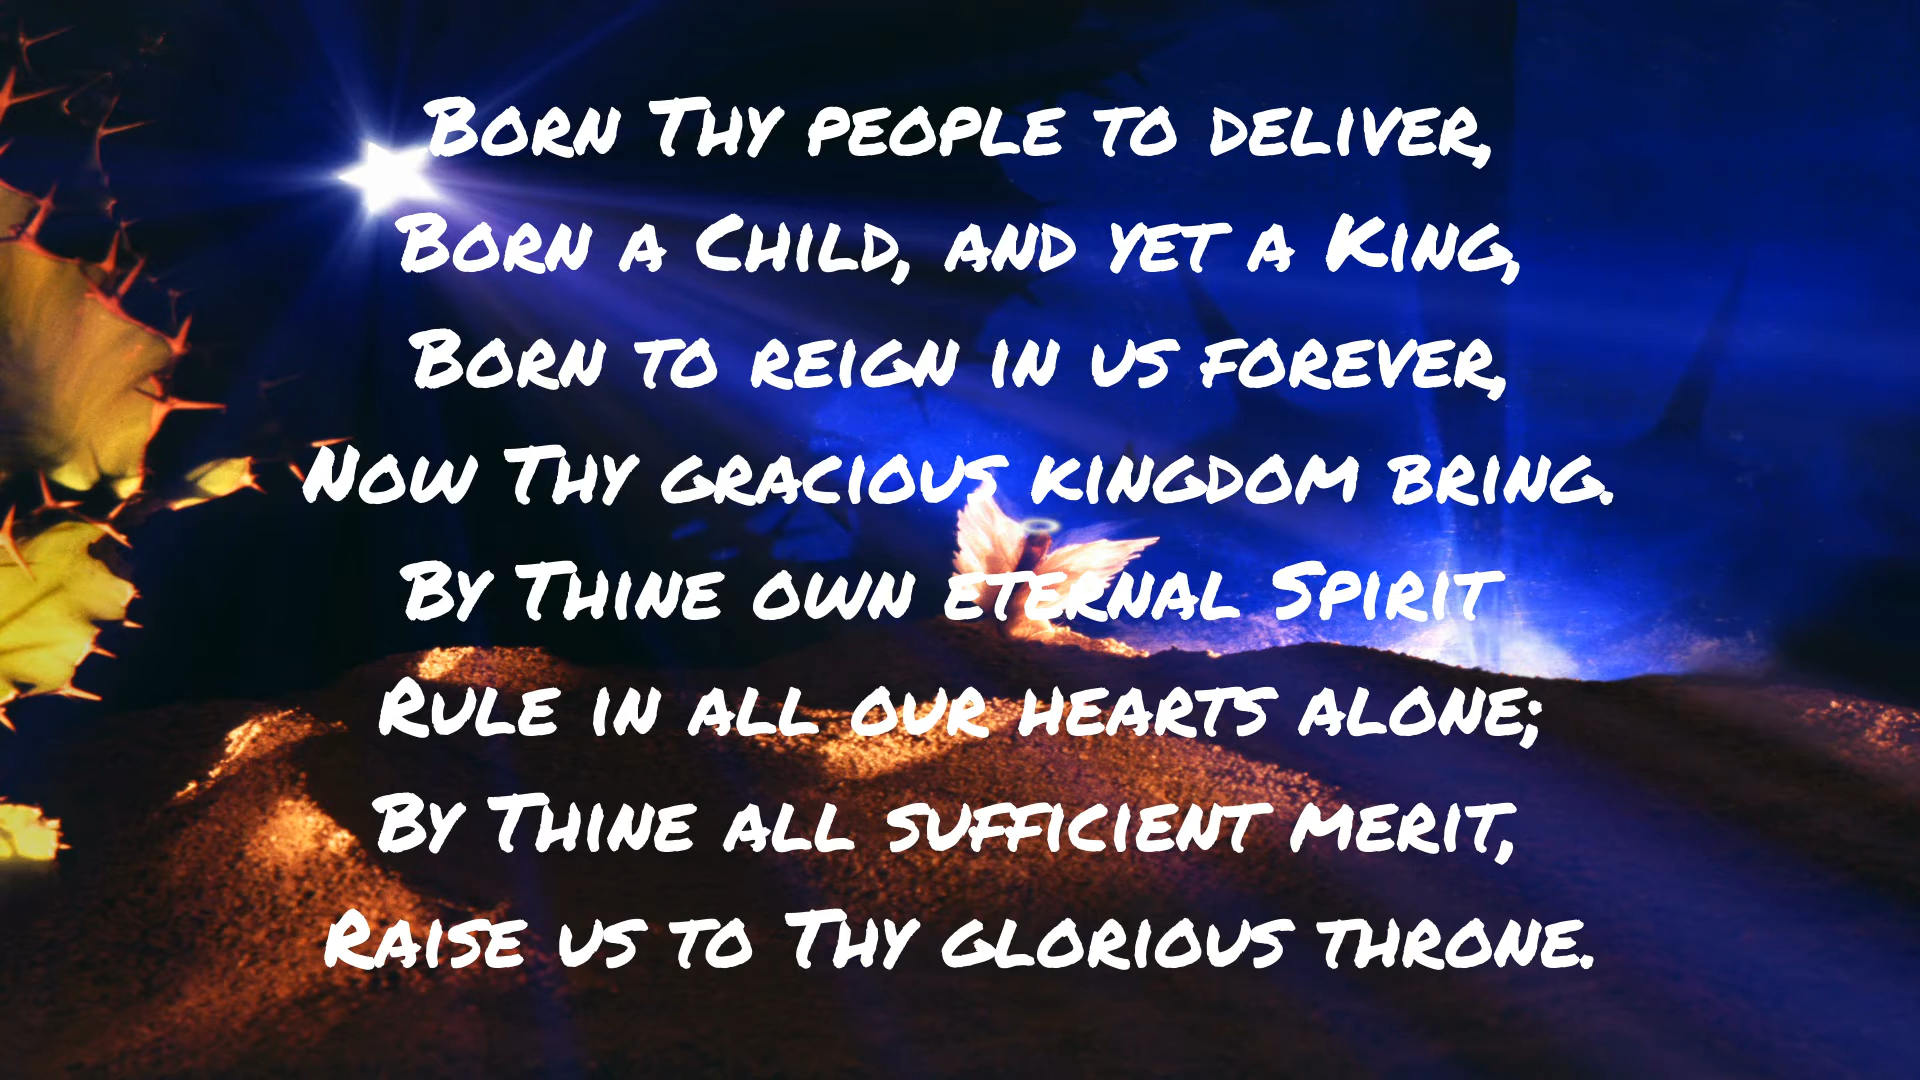 Born Thy people to deliver,
Born a Child, and yet a King,
Born to reign in us forever,
Now Thy gracious kingdom bring.
By Thine own eternal Spirit
Rule in all our hearts alone;
By Thine all sufficient merit,
Raise us to Thy glorious throne.